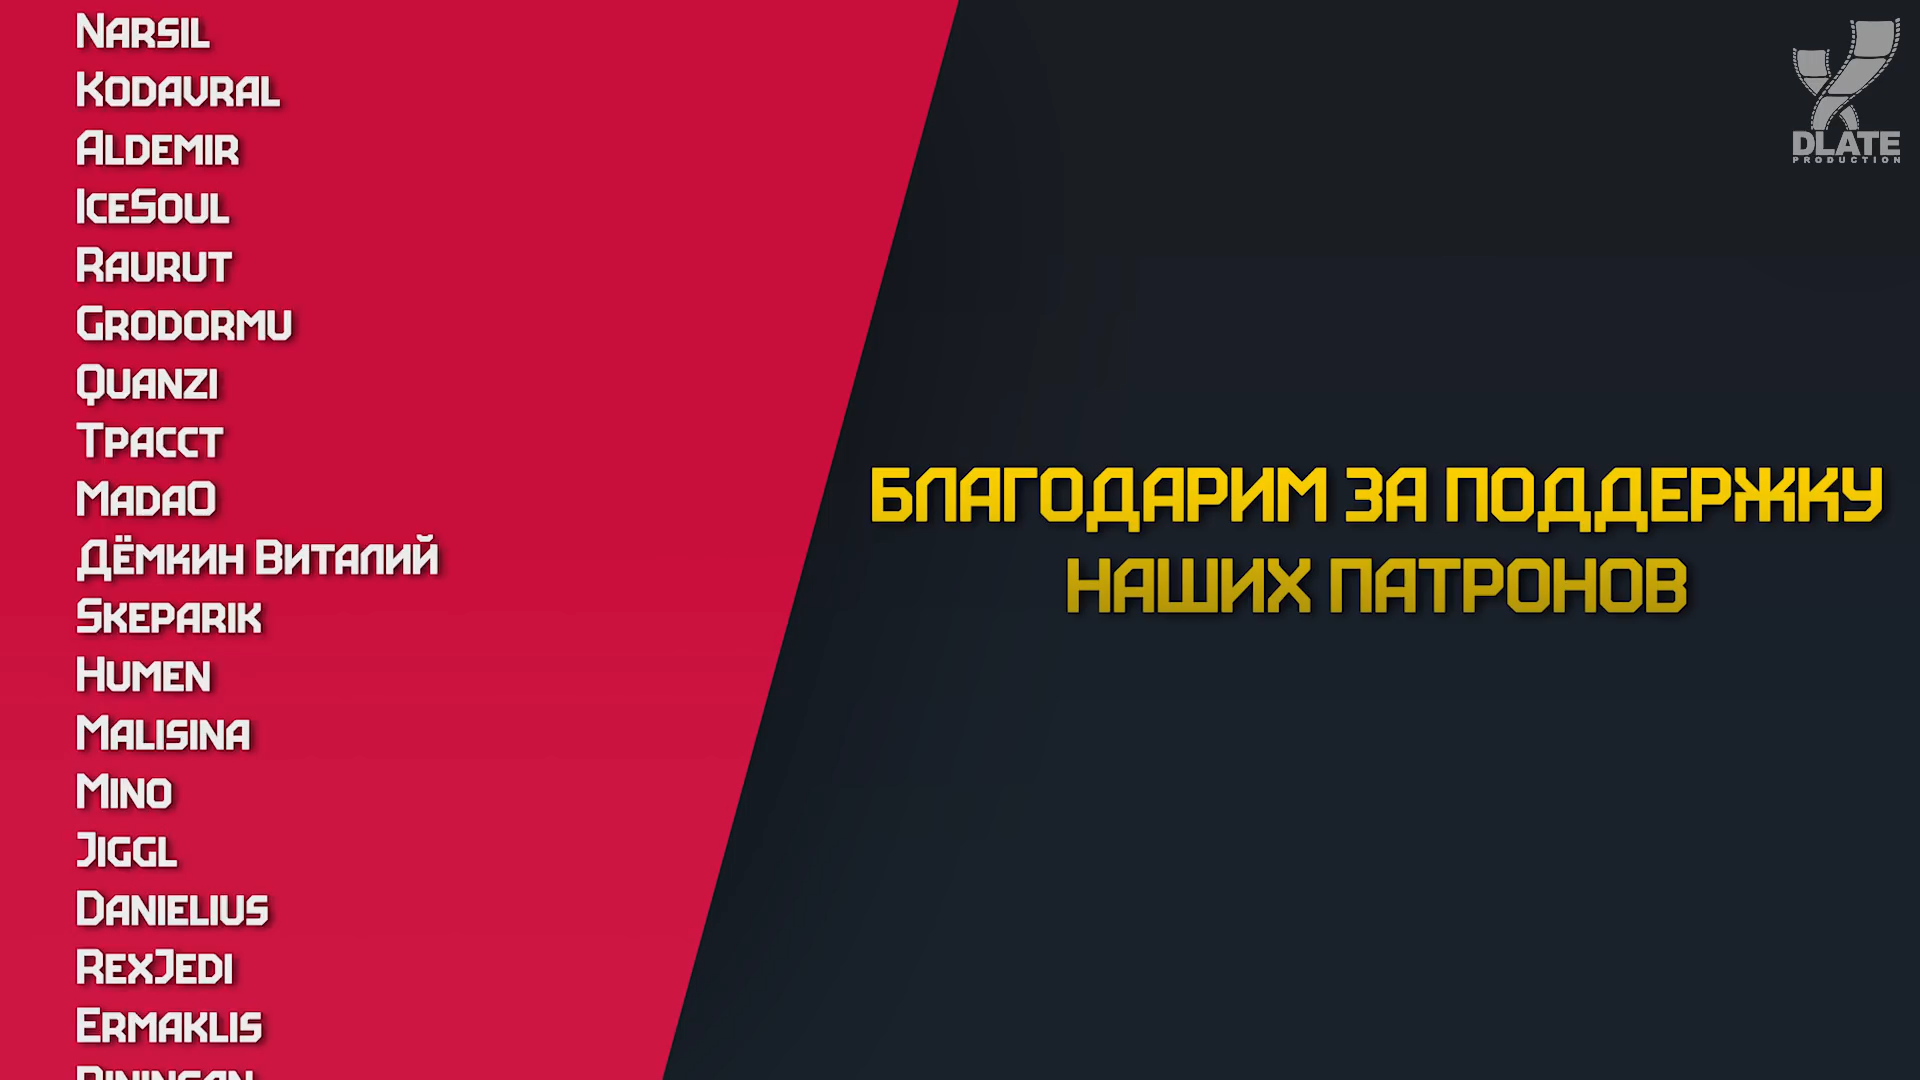 Narsil
Kodavral
Aldemir
IceSoul
Raurut
Grodormu
Quanzi
Трасст
MadaO
Дёмкин Виталий
Skeparik
Humen
Malisina
Mino
Jiggl
Danielius
RexJedi
Ermaklis
БЛАГОДАРИМ ЗА ПОДДЕРЖКУ
НАШИХ ПАТРОНОВ
DLATE
PRODUCTION